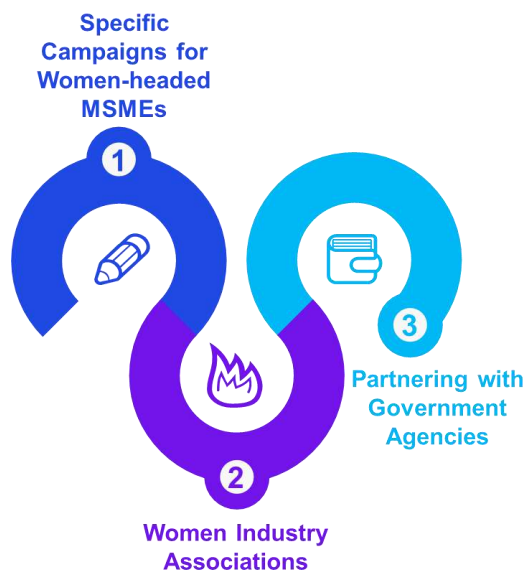 Specific
Campaigns for
Women-headed
MSMEs
1
2
Women Industry
Associations
3
Partnering with
Government
Agencies